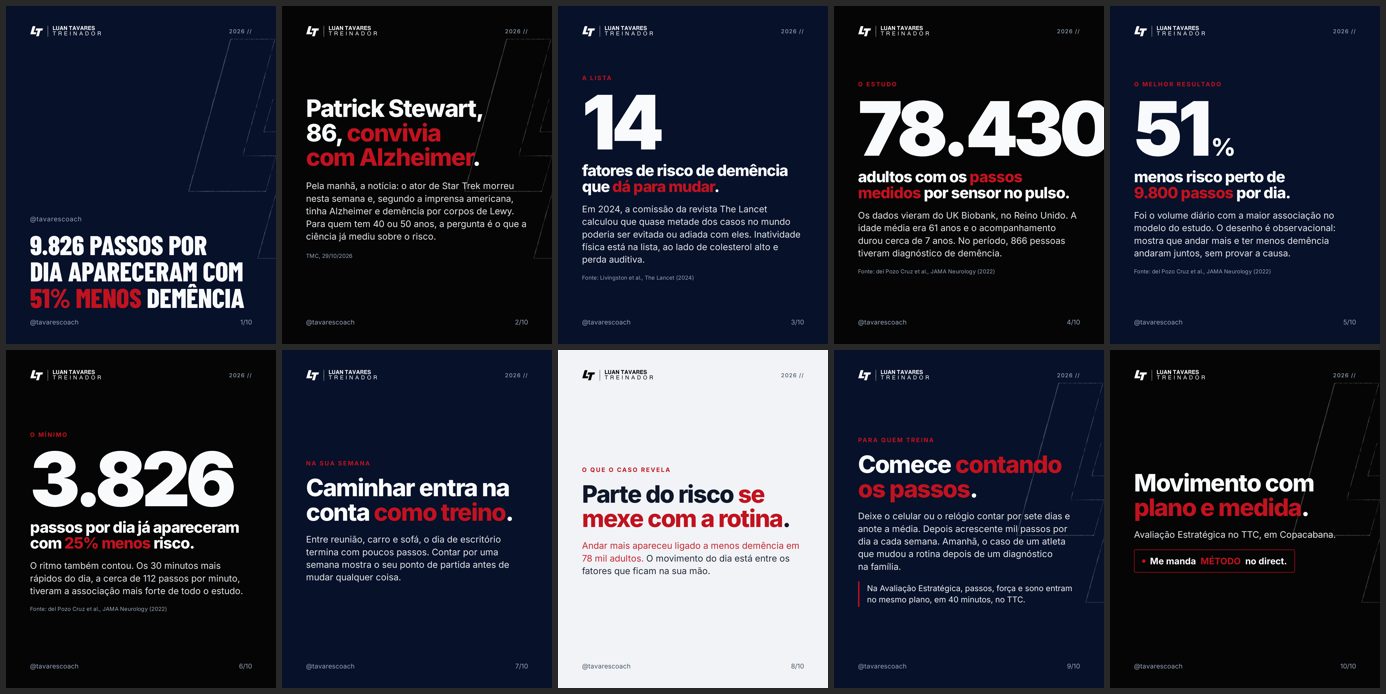 LT LUAN TAVARES
TREINADOR
2026 //
@tavarescoach
9.826 PASSOS POR
DIA APARECERAM COM
51% MENOS DEMÊNCIA
@tavarescoach
1/10
LT LUAN TAVARES
TREINADOR
2026 //
Patrick Stewart,
86, convivia
com Alzheimer.
Pela manhã, a notícia: o ator de Star Trek morreu
nesta semana e, segundo a imprensa americana,
tinha Alzheimer e demência por corpos de Lewy.
Para quem tem 40 ou 50 anos, a pergunta é o que a
ciência já mediu sobre o risco.
TMC, 29/10/2026
@tavarescoach
2/10
LT LUAN TAVARES
TREINADOR
2026 //
A LISTA
14
fatores de risco de demência
que dá para mudar.
Em 2024, a comissão da revista The Lancet
calculou que quase metade dos casos no mundo
poderia ser evitada ou adiada com eles. Inatividade
física está na lista, ao lado de colesterol alto e
perda auditiva.
Fonte: Livingston et al., The Lancet (2024)
@tavarescoach
3/10
LT LUAN TAVARES
TREINADOR
2026 //
O ESTUDO
78.430
adultos com os passos
medidos por sensor no pulso.
Os dados vieram do UK Biobank, no Reino Unido. A
idade média era 61 anos e o acompanhamento
durou cerca de 7 anos. No período, 866 pessoas
tiveram diagnóstico de demência.
Fonte: del Pozo Cruz et al., JAMA Neurology (2022)
@tavarescoach
4/10
LT LUAN TAVARES
TREINADOR
2026 //
O MELHOR RESULTADO
51%
menos risco perto de
9.800 passos por dia.
Foi o volume diário com a maior associação no
modelo do estudo. O desenho é observacional:
mostra que andar mais e ter menos demência
andaram juntos, sem provar a causa.
Fonte: del Pozo Cruz et al., JAMA Neurology (2022)
@tavarescoach
5/10
LT LUAN TAVARES
TREINADOR
2026 //
O MÍNIMO
3.826
passos por dia já apareceram
com 25% menos risco.
O ritmo também contou. Os 30 minutos mais
rápidos do dia, a cerca de 112 passos por minuto,
tiveram a associação mais forte de todo o estudo.
Fonte: del Pozo Cruz et al., JAMA Neurology (2022)
@tavarescoach
6/10
LT LUAN TAVARES
TREINADOR
2026 //
NA SUA SEMANA
Caminhar entra na
conta como treino.
Entre reunião, carro e sofá, o dia de escritório
termina com poucos passos. Contar por uma
semana mostra o seu ponto de partida antes de
mudar qualquer coisa.
@tavarescoach
7/10
LT LUAN TAVARES
TREINADOR
2026 //
O QUE O CASO REVELA
Parte do risco se
mexe com a rotina.
Andar mais apareceu ligado a menos demência em
78 mil adultos. O movimento do dia está entre os
fatores que ficam na sua mão.
@tavarescoach
8/10
LT LUAN TAVARES
TREINADOR
2026 //
PARA QUEM TREINA
Comece contando
os passos.
Deixe o celular ou o relógio contar por sete dias e
anote a média. Depois acrescente mil passos por
dia a cada semana. Amanhã, o caso de um atleta
que mudou a rotina depois de um diagnóstico
na família.
Na Avaliação Estratégica, passos, força e sono entram
no mesmo plano, em 40 minutos, no TTC.
@tavarescoach
9/10
LT LUAN TAVARES
TREINADOR
2026 //
Movimento com
plano e medida.
Avaliação Estratégica no TTC, em Copacabana.
• Me manda MÉTODO no direct.
@tavarescoach
10/10